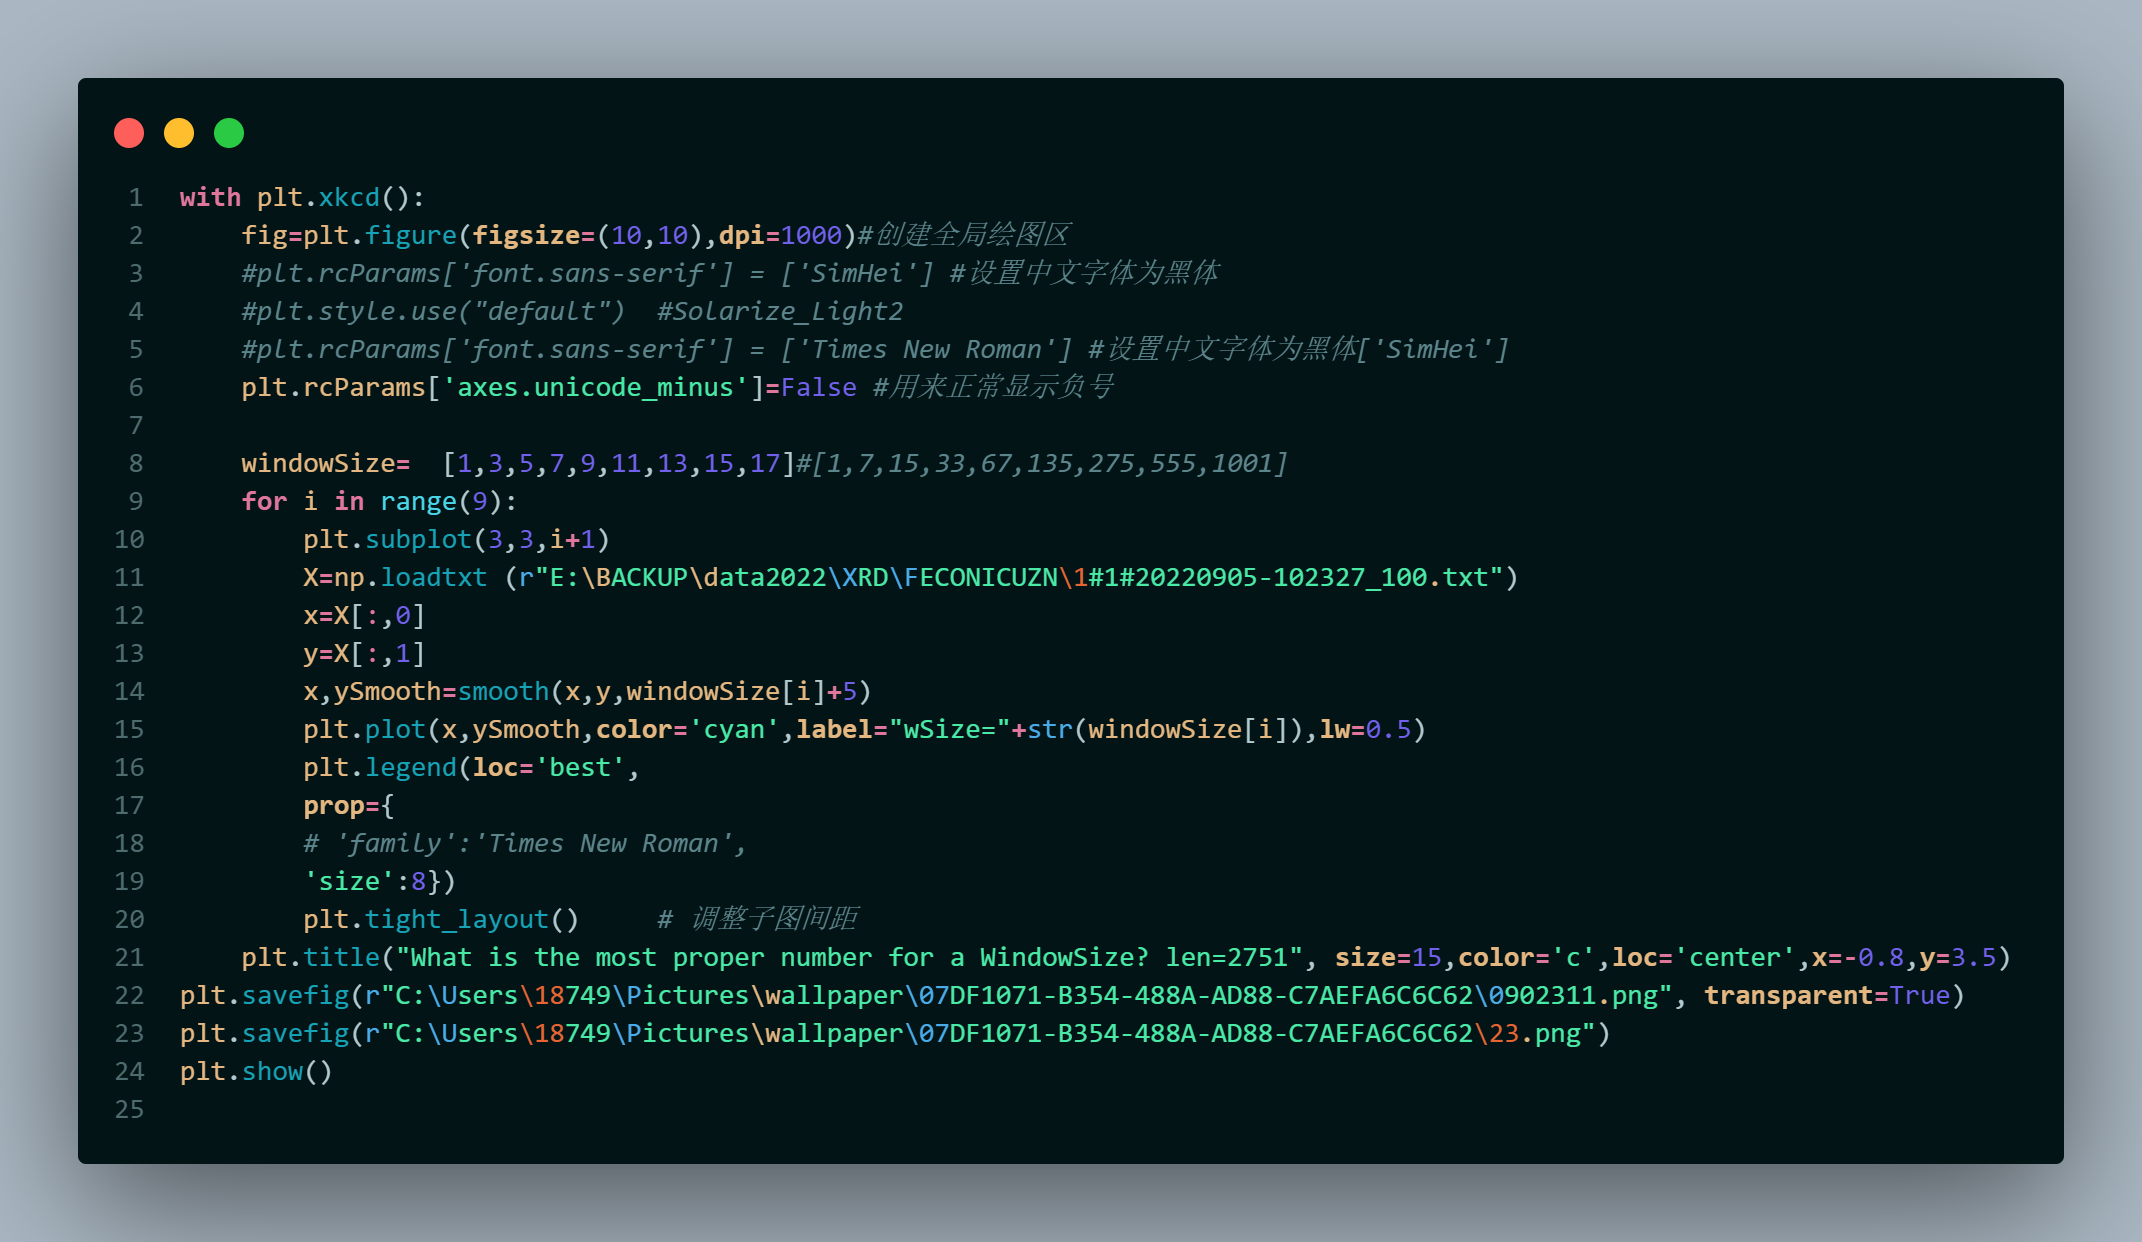 1 with plt.xkcd():
2     fig=plt.figure(figsize=(10,10),dpi=1000)#创建全局绘图区
3     #plt.rcParams['font.sans-serif'] = ['SimHei'] #设置中文字体为黑体
4     #plt.style.use("default")  #Solarize_Light2
5     #plt.rcParams['font.sans-serif'] = ['Times New Roman'] #设置中文字体为黑体['SimHei']
6     plt.rcParams['axes.unicode_minus']=False #用来正常显示负号
7
8     windowSize=  [1,3,5,7,9,11,13,15,17]#[1,7,15,33,67,135,275,555,1001]
9     for i in range(9):
10         plt.subplot(3,3,i+1)
11         X=np.loadtxt (r"E:\BACKUP\data2022\XRD\FECONICUZN\1#1#20220905-102327_100.txt")
12         x=X[:,0]
13         y=X[:,1]
14         x,ySmooth=smooth(x,y,windowSize[i]+5)
15         plt.plot(x,ySmooth,color='cyan',label="wSize="+str(windowSize[i]),lw=0.5)
16         plt.legend(loc='best',
17         prop={
18         # 'family':'Times New Roman',
19         'size':8})
20         plt.tight_layout()     # 调整子图间距
21     plt.title("What is the most proper number for a WindowSize? len=2751", size=15,color='c',loc='center',x=-0.8,y=3.5)
22 plt.savefig(r"C:\Users\18749\Pictures\wallpaper\07DF1071-B354-488A-AD88-C7AEFA6C6C62\0902311.png", transparent=True)
23 plt.savefig(r"C:\Users\18749\Pictures\wallpaper\07DF1071-B354-488A-AD88-C7AEFA6C6C62\23.png")
24 plt.show()
25